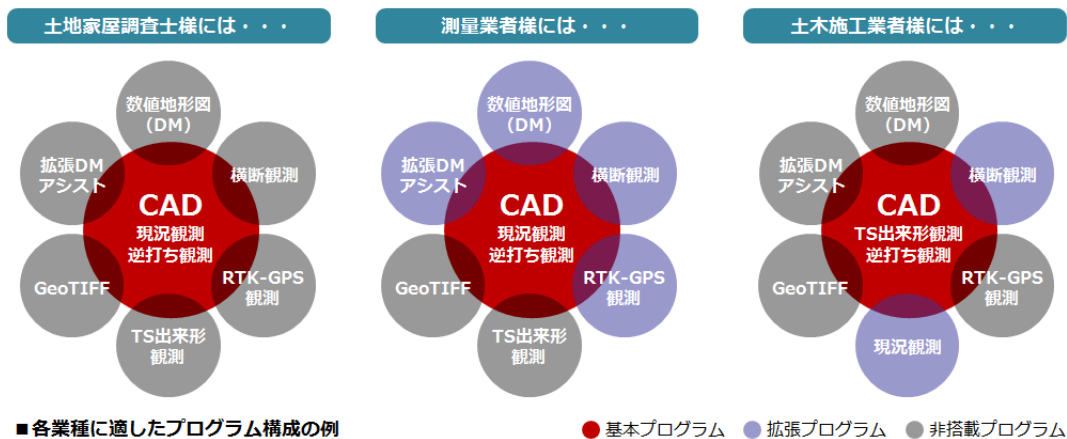 土地家屋調査士様には・・・
数値地形図
（DM）
拡張DM
アシスト
横断観測
CAD
現況観測
逆打ち観測
GeoTIFF
RTK-GPS
観測
TS出来形
観測
測量業者様には・・・
数値地形図
（DM）
拡張DM
アシスト
横断観測
CAD
現況観測
逆打ち観測
GeoTIFF
RTK-GPS
観測
TS出来形
観測
土木施工業者様には・・・
数値地形図
（DM）
拡張DM
アシスト
横断観測
CAD
TS出来形観測
逆打ち観測
GeoTIFF
RTK-GPS
観測
現況観測
■各業種に適したプログラム構成の例
基本プログラム
拡張プログラム
非搭載プログラム